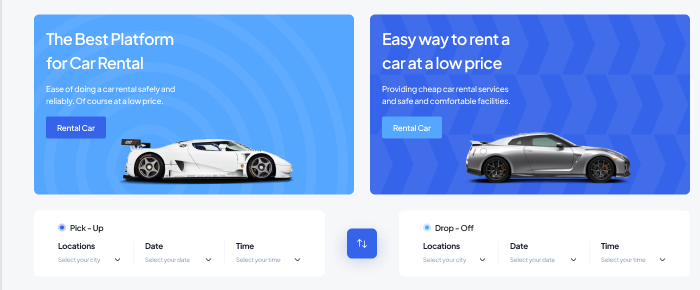 The Best Platform
for Car Rental
Ease of doing a car rental safely and
reliably. Of course at a low price.
Rental Car
Easy way to rent a
car at a low price
Providing cheap car rental services
and safe and comfortable facilities.
Rental Car
Pick - Up
Locations
Select your city
Date
Select your date
Time
Select your time
Drop - Off
Locations
Select your city
Date
Select your date
Time
Select your time